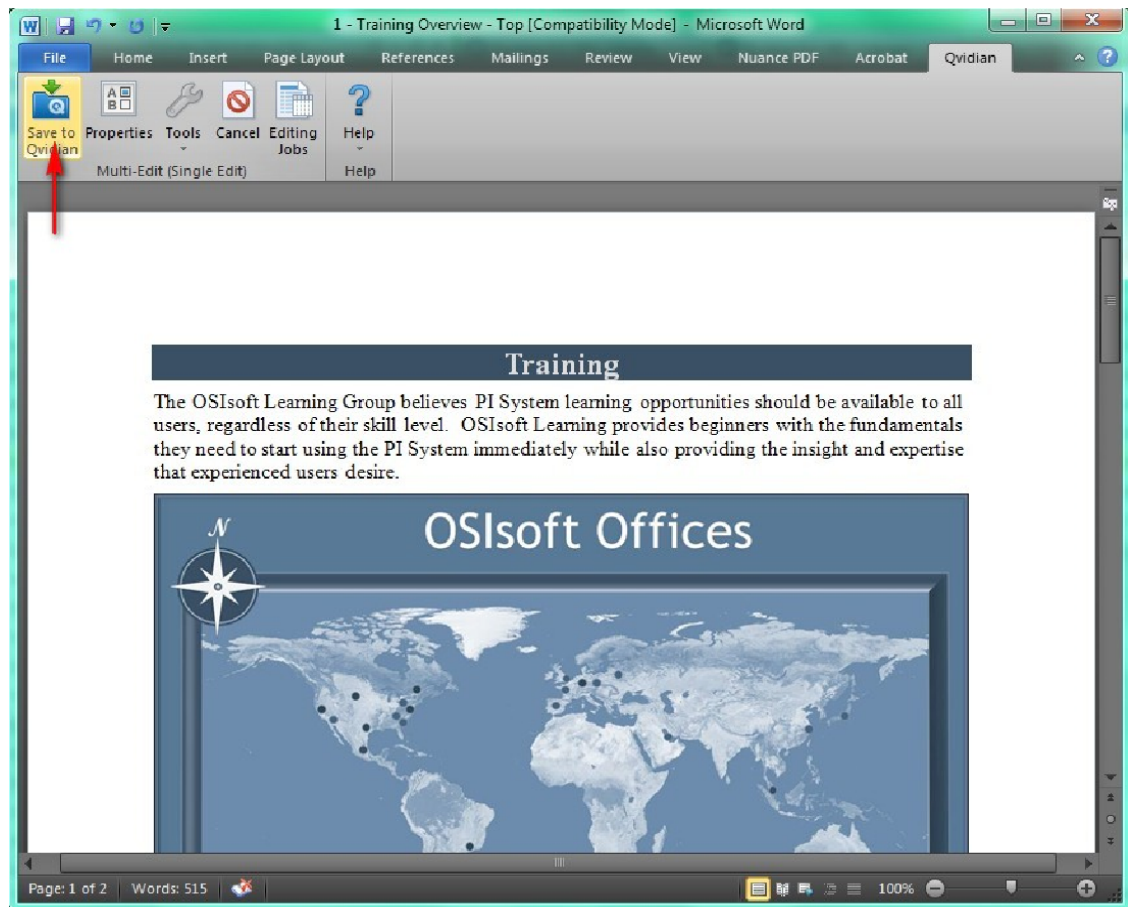 1 - Training Overview - Top [Compatibility Mode] - Microsoft Word
File Home Insert Page Layout References Mailings Review View Nuance PDF Acrobat Qvidian
Save to Qvidian Properties Tools Cancel Editing Jobs Help
Multi-Edit (Single Edit) Help
Training
The OSIsoft Learning Group believes PI System learning opportunities should be available to all
users, regardless of their skill level. OSIsoft Learning provides beginners with the fundamentals
they need to start using the PI System immediately while also providing the insight and expertise
that experienced users desire.
N
OSIsoft Offices
Page: 1 of 2 Words: 515 100%